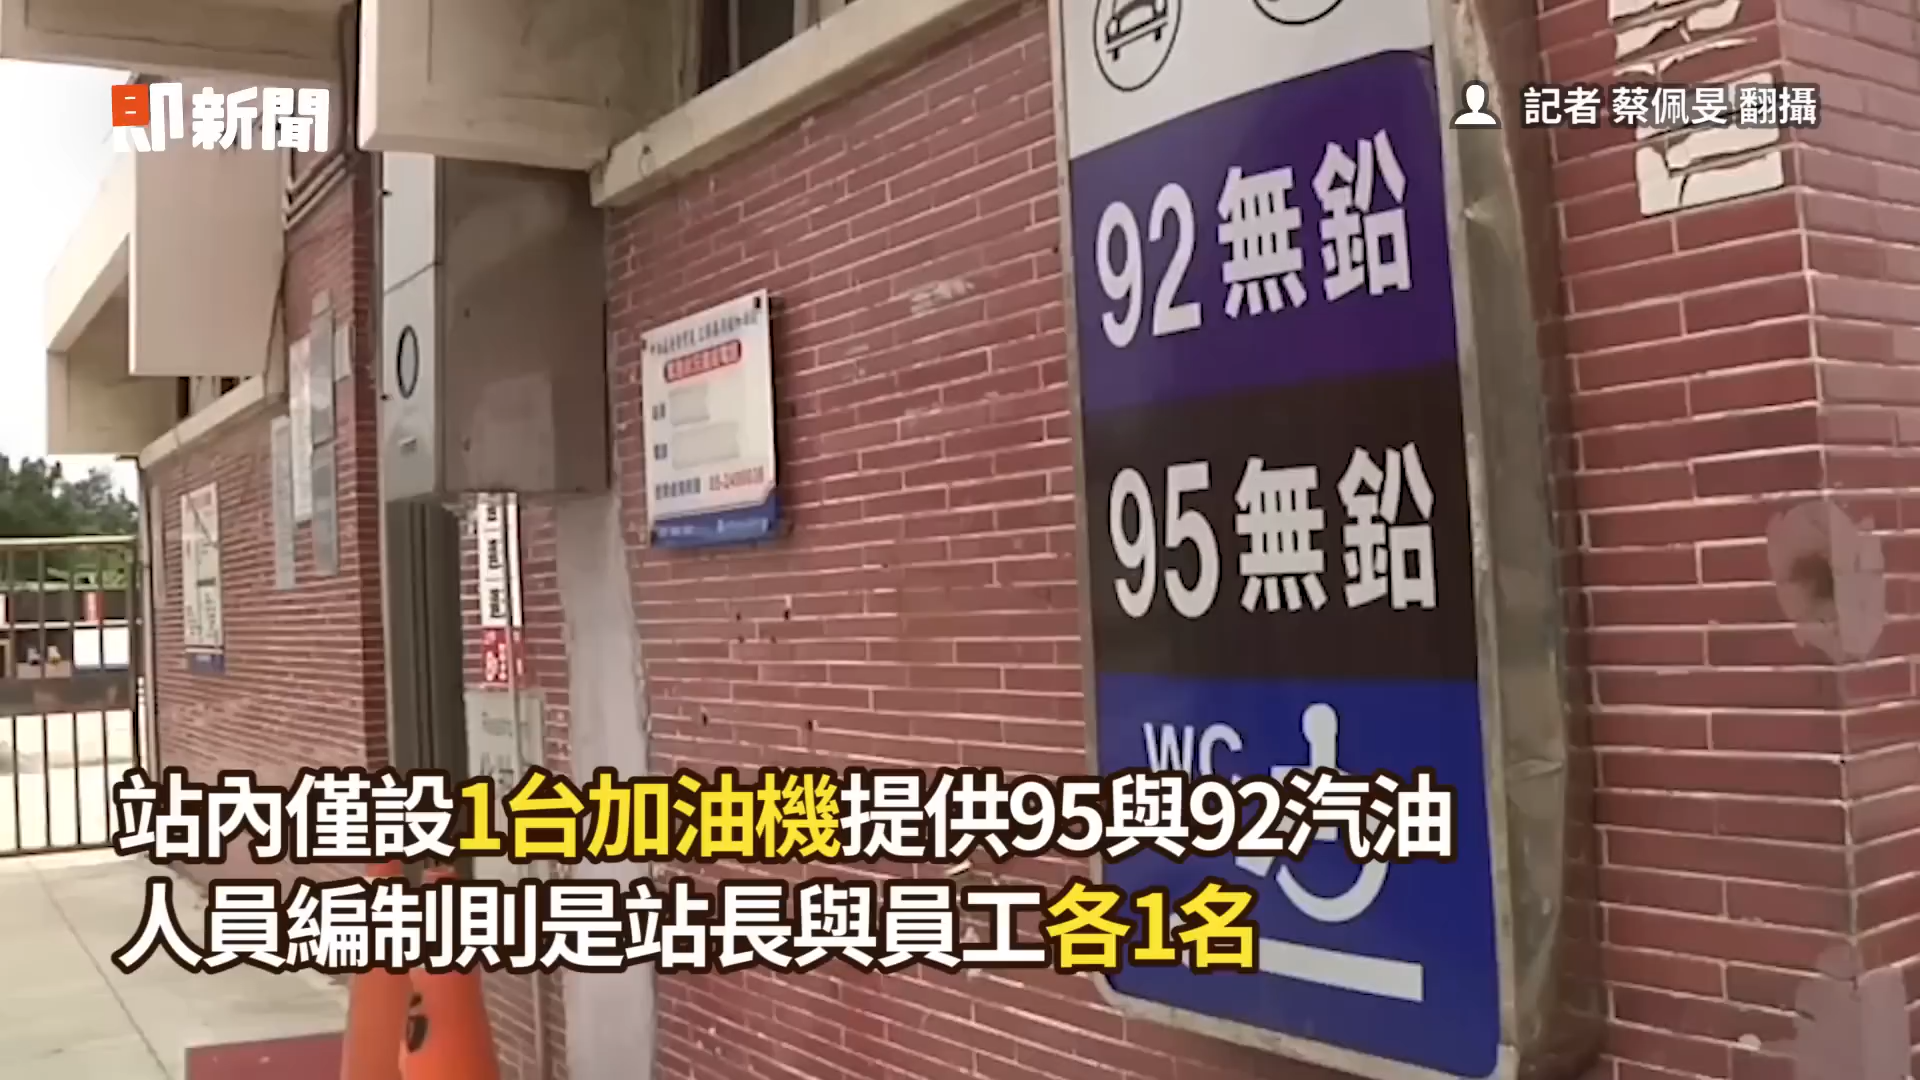 即新聞
記者 蔡佩旻 翻攝
92無鉛
95無鉛
WC
站內僅設1台加油機提供95與92汽油
人員編制則是站長與員工各1名